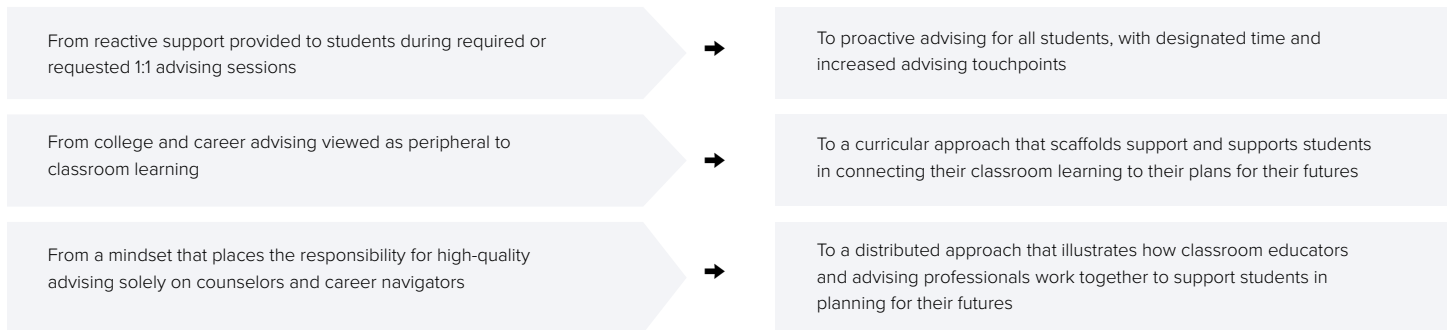 From reactive support provided to students during required or
requested 1:1 advising sessions
To proactive advising for all students, with designated time and
increased advising touchpoints
From college and career advising viewed as peripheral to
classroom learning
To a curricular approach that scaffolds support and supports students
in connecting their classroom learning to their plans for their futures
From a mindset that places the responsibility for high-quality
advising solely on counselors and career navigators
To a distributed approach that illustrates how classroom educators
and advising professionals work together to support students in
planning for their futures